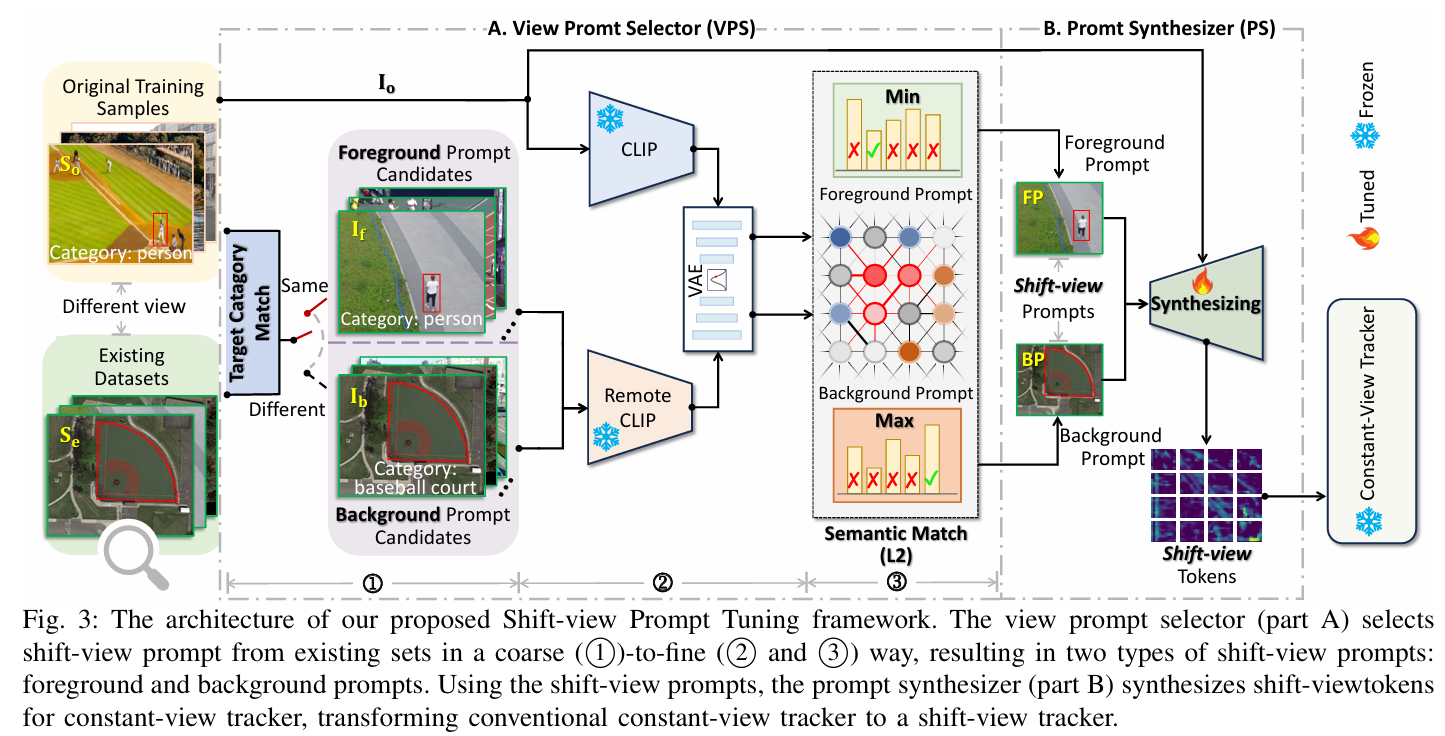 A. View Promt Selector (VPS)
B. Promt Synthesizer (PS)
Original Training
Samples
So
Category: person
Different view
Existing
Datasets
Se
Io
Target Catagory
Match
Same
Different
Foreground Prompt
Candidates
If
Category: person
Ib
Category:
baseball court
Background Prompt
Candidates
CLIP
Remote
CLIP
VAE
Min
Foreground Prompt
Background Prompt
Max
Semantic Match
(L2)
Foreground
Prompt
FP
Shift-view
Prompts
BP
Background
Prompt
Synthesizing
Shift-view
Tokens
Frozen
Tuned
Constant-View Tracker
①
②
③
Fig. 3: The architecture of our proposed Shift-view Prompt Tuning framework. The view prompt selector (part A) selects
shift-view prompt from existing sets in a coarse (①)-to-fine (② and ③) way, resulting in two types of shift-view prompts:
foreground and background prompts. Using the shift-view prompts, the prompt synthesizer (part B) synthesizes shift-viewtokens
for constant-view tracker, transforming conventional constant-view tracker to a shift-view tracker.